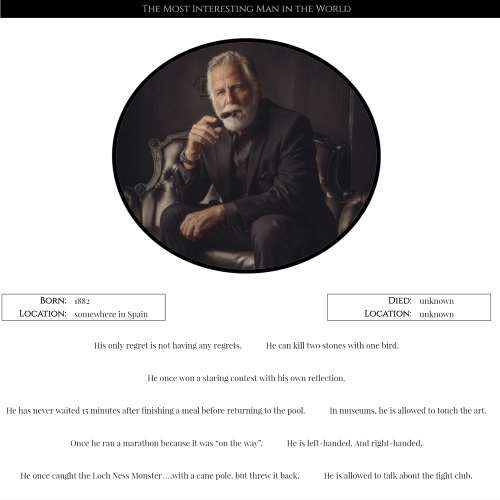 The Most Interesting Man in the World
Born: 1882
Location: somewhere in Spain
Died: unknown
Location: unknown
His only regret is not having any regrets. He can kill two stones with one bird.
He once won a staring contest with his own reflection.
He has never waited 15 minutes after finishing a meal before returning to the pool. In museums, he is allowed to touch the art.
Once he ran a marathon because it was “on the way”. He is left-handed. And right-handed.
He once caught the Loch Ness Monster….with a cane pole, but threw it back. He is allowed to talk about the fight club.